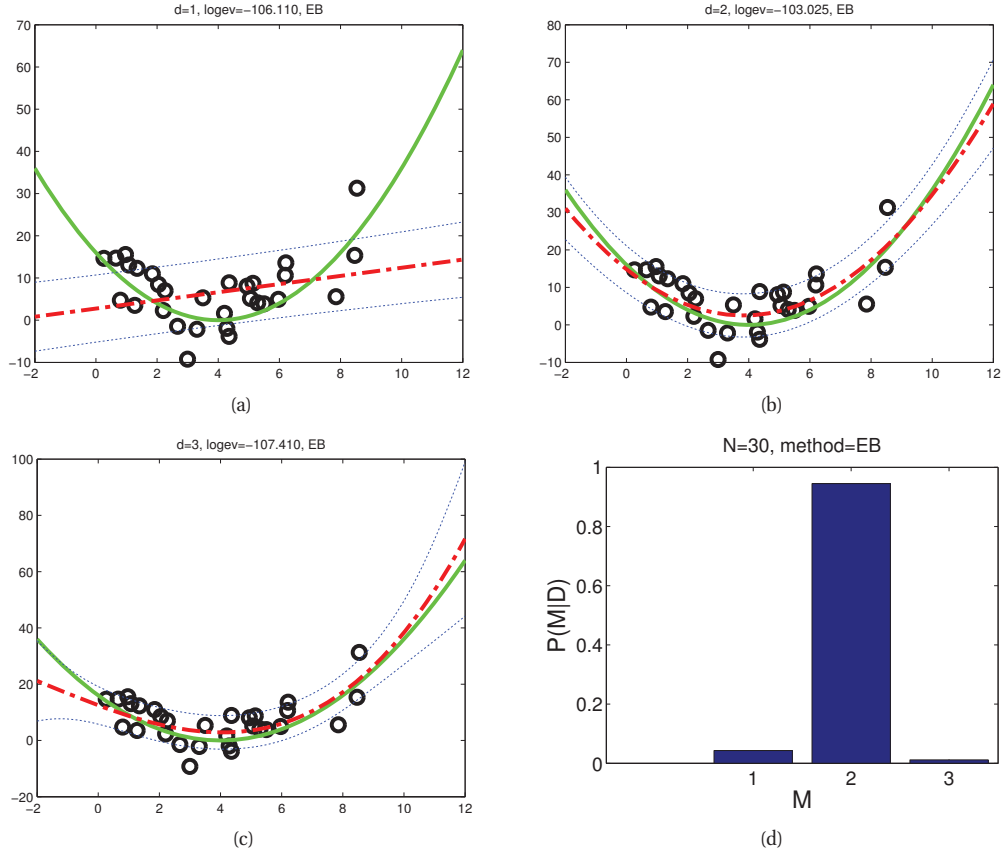 d=1, logev=−106.110, EB
70
60
50
40
30
20
10
0
−10
−2 0 2 4 6 8 10 12
(a)
d=2, logev=−103.025, EB
80
70
60
50
40
30
20
10
0
−10
−2 0 2 4 6 8 10 12
(b)
d=3, logev=−107.410, EB
100
80
60
40
20
0
−20
−2 0 2 4 6 8 10 12
(c)
N=30, method=EB
P(M|D)
1
0.8
0.6
0.4
0.2
0
1 2 3
M
(d)